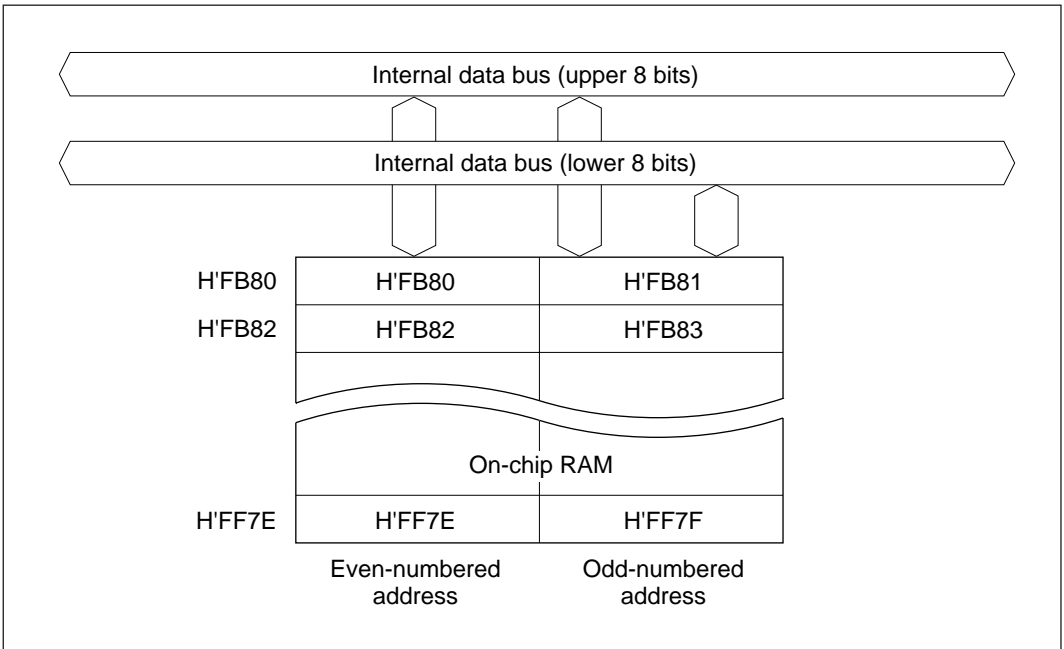 Internal data bus (upper 8 bits)
Internal data bus (lower 8 bits)
H'FB80 H'FB80 H'FB81
H'FB82 H'FB82 H'FB83
On-chip RAM
H'FF7E H'FF7E H'FF7F
Even-numbered Odd-numbered
address address